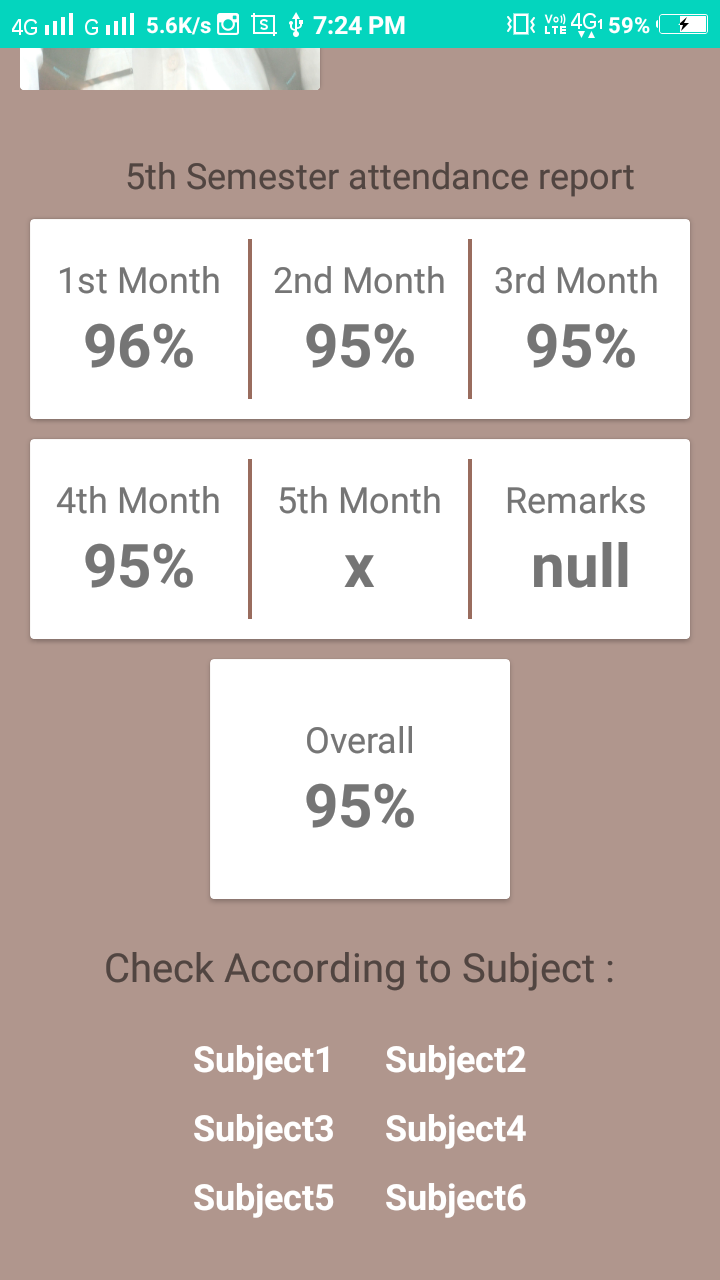 4G G 5.6K/s S 7:24 PM Vo)) LTE 4G1 59%
5th Semester attendance report
1st Month 2nd Month 3rd Month
96% 95% 95%
4th Month 5th Month Remarks
95% x null
Overall
95%
Check According to Subject :
Subject1 Subject2
Subject3 Subject4
Subject5 Subject6